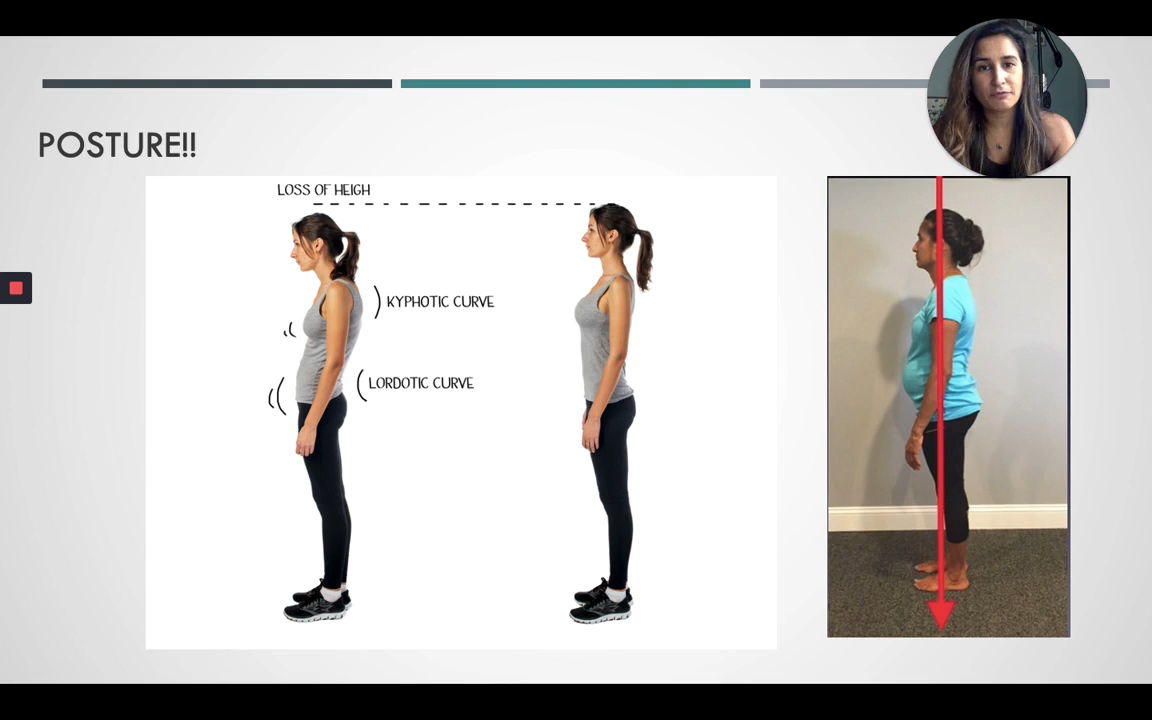 POSTURE!!
LOSS OF HEIGH
KYPHOTIC CURVE
LORDOTIC CURVE